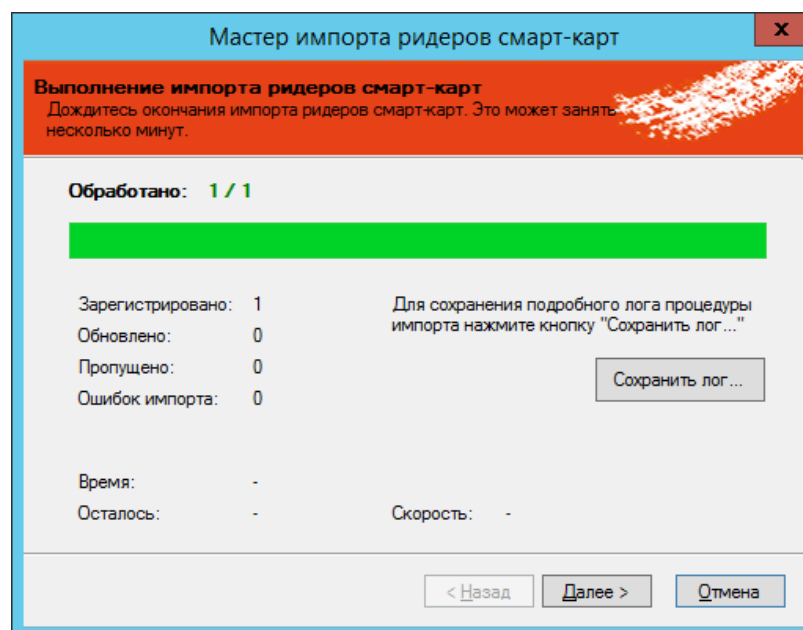 Мастер импорта ридеров смарт-карт
x
Выполнение импорта ридеров смарт-карт
Дождитесь окончания импорта ридеров смарт-карт. Это может занять
несколько минут.
Обработано: 1 / 1
Зарегистрировано: 1
Для сохранения подробного лога процедуры
импорта нажмите кнопку "Сохранить лог..."
Обновлено: 0
Пропущено: 0
Сохранить лог...
Ошибок импорта: 0
Время: -
Осталось: - Скорость: -
< Назад Далее > Отмена